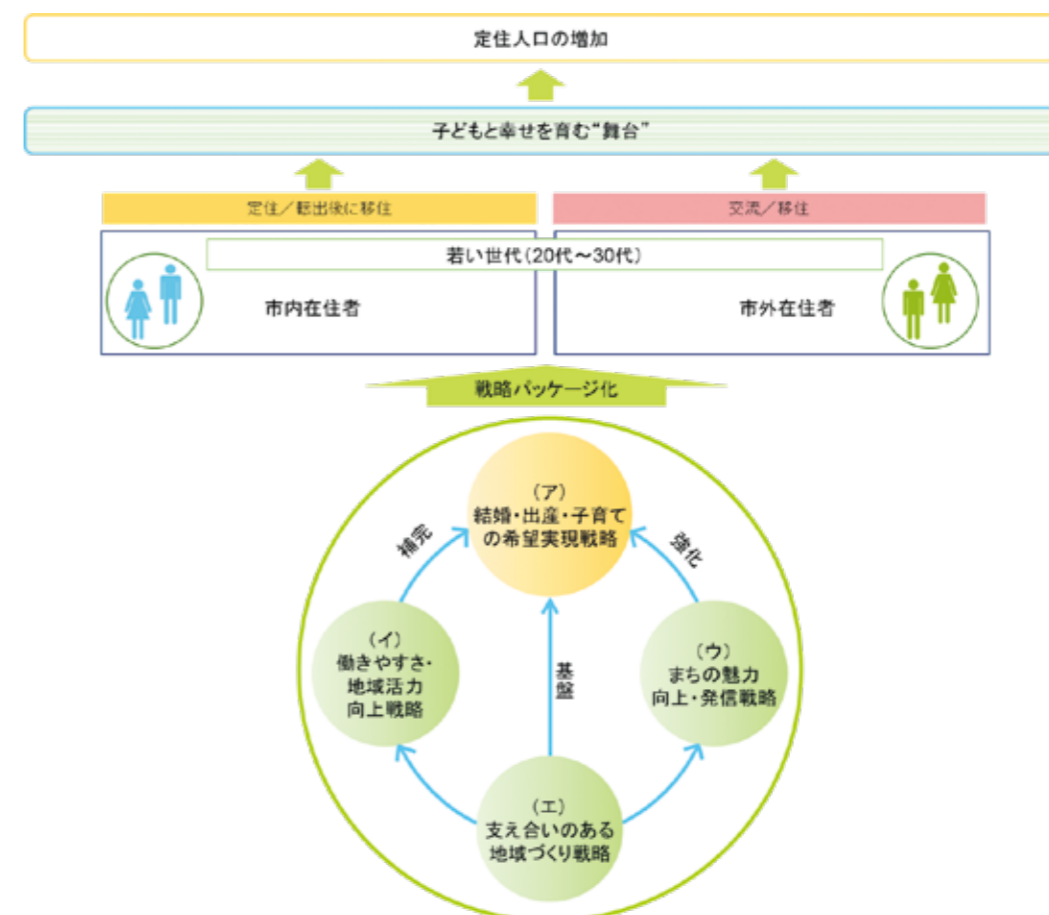 定住人口の増加
子どもと幸せを育む“舞台”
定住／転出後に移住
交流／移住
若い世代(20代～30代)
市内在住者
市外在住者
戦略パッケージ化
（ア）
結婚・出産・子育て
の希望実現戦略
補完
強化
（イ）
働きやすさ・
地域活力
向上戦略
基盤
（ウ）
まちの魅力
向上・発信戦略
（エ）
支え合いのある
地域づくり戦略